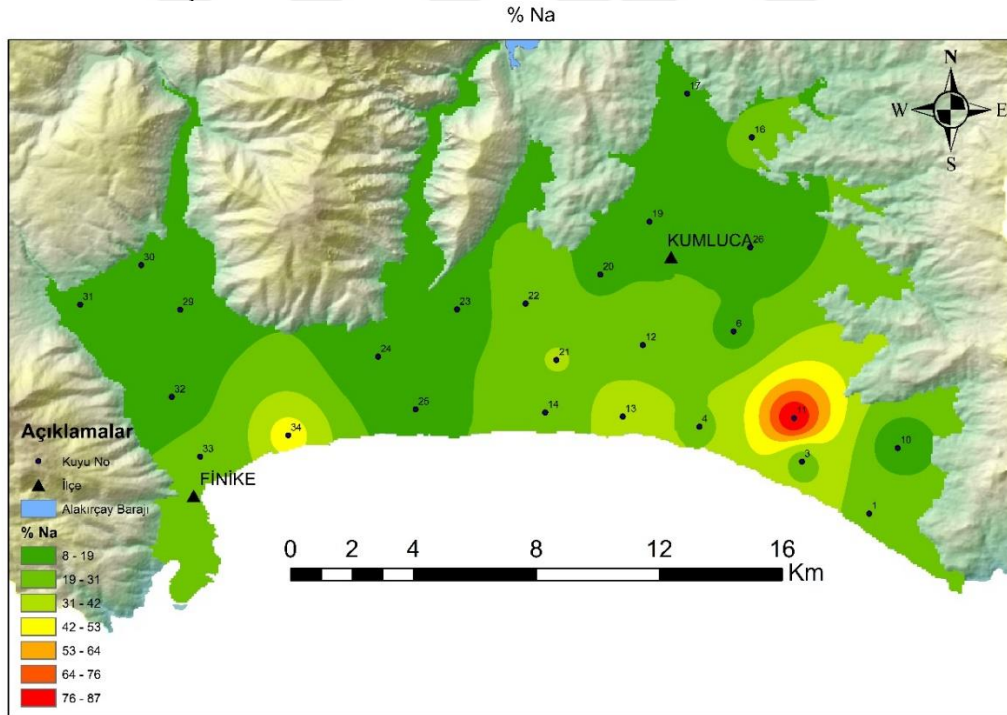 % Na
N
W
E
S
17
16
19
KUMLUCA
26
30
20
31
29
23
22
6
12
24
21
32
25
14
13
11
4
34
10
33
3
FİNİKE
1
Açıklamalar
Kuyu No
İlçe
Alakırçay Barajı
% Na
8 - 19
19 - 31
31 - 42
42 - 53
53 - 64
64 - 76
76 - 87
0 2 4 8 12 16
Km